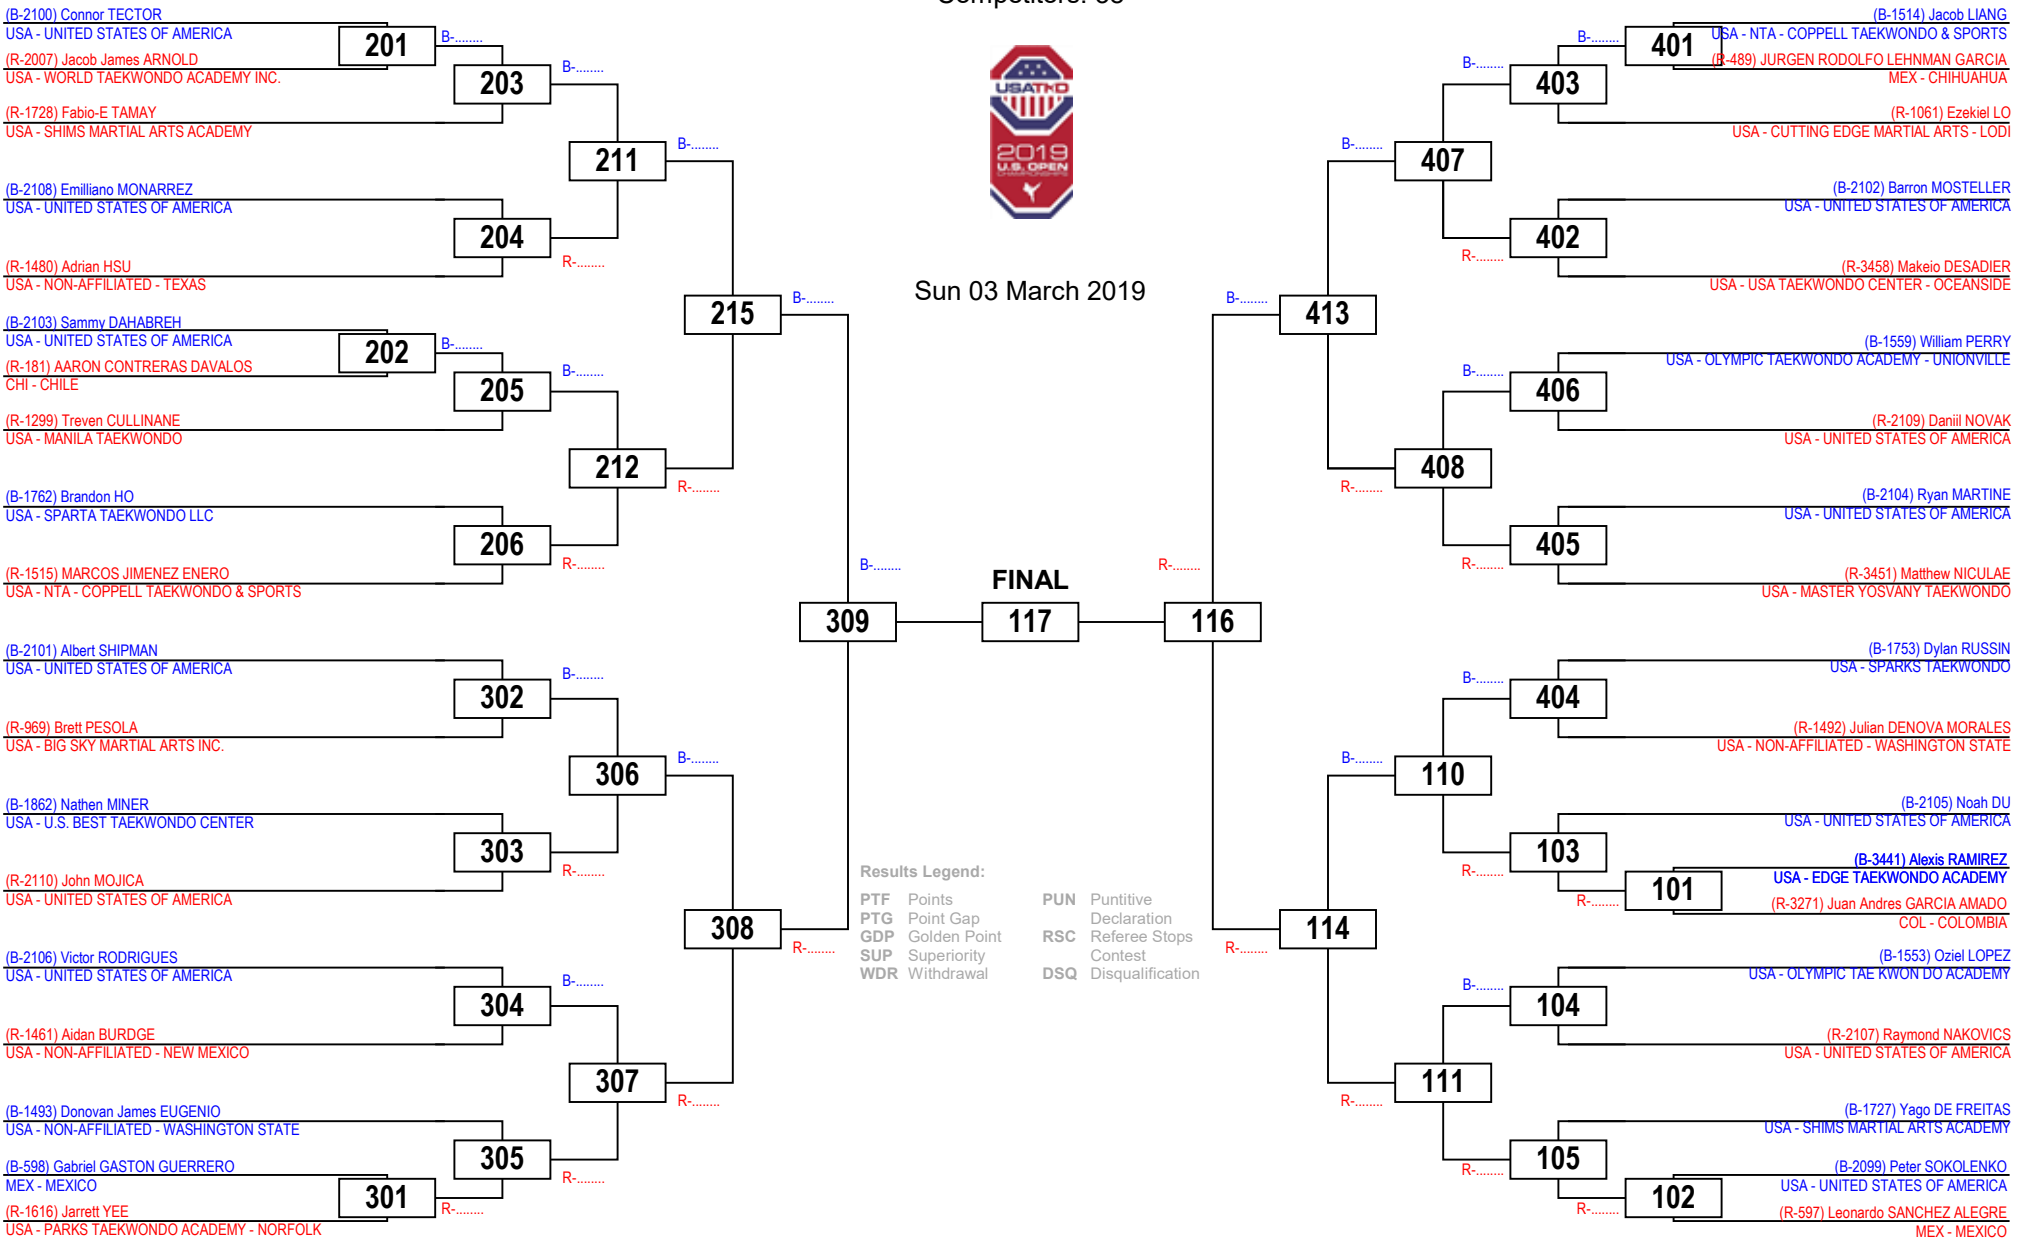 (B-2100) Connor TECTOR
USA - UNITED STATES OF AMERICA
(R-2007) Jacob James ARNOLD
USA - WORLD TAEKWONDO ACADEMY INC.
(R-1728) Fabio-E TAMAY
USA - SHIMS MARTIAL ARTS ACADEMY
(B-2108) Emilliano MONARREZ
USA - UNITED STATES OF AMERICA
(R-1480) Adrian HSU
USA - NON-AFFILIATED - TEXAS
(B-2103) Sammy DAHABREH
USA - UNITED STATES OF AMERICA
(R-181) AARON CONTRERAS DAVALOS
CHI - CHILE
(R-1299) Treven CULLINANE
USA - MANILA TAEKWONDO
(B-1762) Brandon HO
USA - SPARTA TAEKWONDO LLC
(R-1515) MARCOS JIMENEZ ENERO
USA - NTA - COPPELL TAEKWONDO & SPORTS
(B-2101) Albert SHIPMAN
USA - UNITED STATES OF AMERICA
(R-969) Brett PESOLA
USA - BIG SKY MARTIAL ARTS INC.
(B-1862) Nathen MINER
USA - U.S. BEST TAEKWONDO CENTER
(R-2110) John MOJICA
USA - UNITED STATES OF AMERICA
(B-2106) Victor RODRIGUES
USA - UNITED STATES OF AMERICA
(R-1461) Aidan BURDGE
USA - NON-AFFILIATED - NEW MEXICO
(B-1493) Donovan James EUGENIO
USA - NON-AFFILIATED - WASHINGTON STATE
(B-598) Gabriel GASTON GUERRERO
MEX - MEXICO
(R-1616) Jarrett YEE
USA - PARKS TAEKWONDO ACADEMY - NORFOLK
201
B-........
202
B-........
301
R-........
203
B-........
204
R-........
205
B-........
206
R-........
302
B-........
303
R-........
304
B-........
305
R-........
211
B-........
212
R-........
306
B-........
307
R-........
215
B-........
308
R-........
B-........
309
USATKD
2019
U.S. OPEN
CHAMPIONSHIPS
Sun 03 March 2019
FINAL
117
Results Legend:
PTF Points
PTG Point Gap
GDP Golden Point
SUP Superiority
WDR Withdrawal
PUN Puntitive
Declaration
RSC Referee Stops
Contest
DSQ Disqualification
R-........
116
B-........
413
R-........
114
B-........
407
R-........
408
B-........
110
R-........
111
B-........
403
R-........
402
B-........
406
R-........
405
B-........
404
R-........
103
B-........
104
R-........
105
B-........
401
R-........
101
R-........
102
(B-1514) Jacob LIANG
USA - NTA - COPPELL TAEKWONDO & SPORTS
(R-489) JURGEN RODOLFO LEHNMAN GARCIA
MEX - CHIHUAHUA
(R-1061) Ezekiel LO
USA - CUTTING EDGE MARTIAL ARTS - LODI
(B-2102) Barron MOSTELLER
USA - UNITED STATES OF AMERICA
(R-3458) Makeio DESADIER
USA - USA TAEKWONDO CENTER - OCEANSIDE
(B-1559) William PERRY
USA - OLYMPIC TAEKWONDO ACADEMY - UNIONVILLE
(R-2109) Daniil NOVAK
USA - UNITED STATES OF AMERICA
(B-2104) Ryan MARTINE
USA - UNITED STATES OF AMERICA
(R-3451) Matthew NICULAE
USA - MASTER YOSVANY TAEKWONDO
(B-1753) Dylan RUSSIN
USA - SPARKS TAEKWONDO
(R-1492) Julian DENOVA MORALES
USA - NON-AFFILIATED - WASHINGTON STATE
(B-2105) Noah DU
USA - UNITED STATES OF AMERICA
(B-3441) Alexis RAMIREZ
USA - EDGE TAEKWONDO ACADEMY
(R-3271) Juan Andres GARCIA AMADO
COL - COLOMBIA
(B-1553) Oziel LOPEZ
USA - OLYMPIC TAE KWON DO ACADEMY
(R-2107) Raymond NAKOVICS
USA - UNITED STATES OF AMERICA
(B-1727) Yago DE FREITAS
USA - SHIMS MARTIAL ARTS ACADEMY
(B-2099) Peter SOKOLENKO
USA - UNITED STATES OF AMERICA
(R-597) Leonardo SANCHEZ ALEGRE
MEX - MEXICO